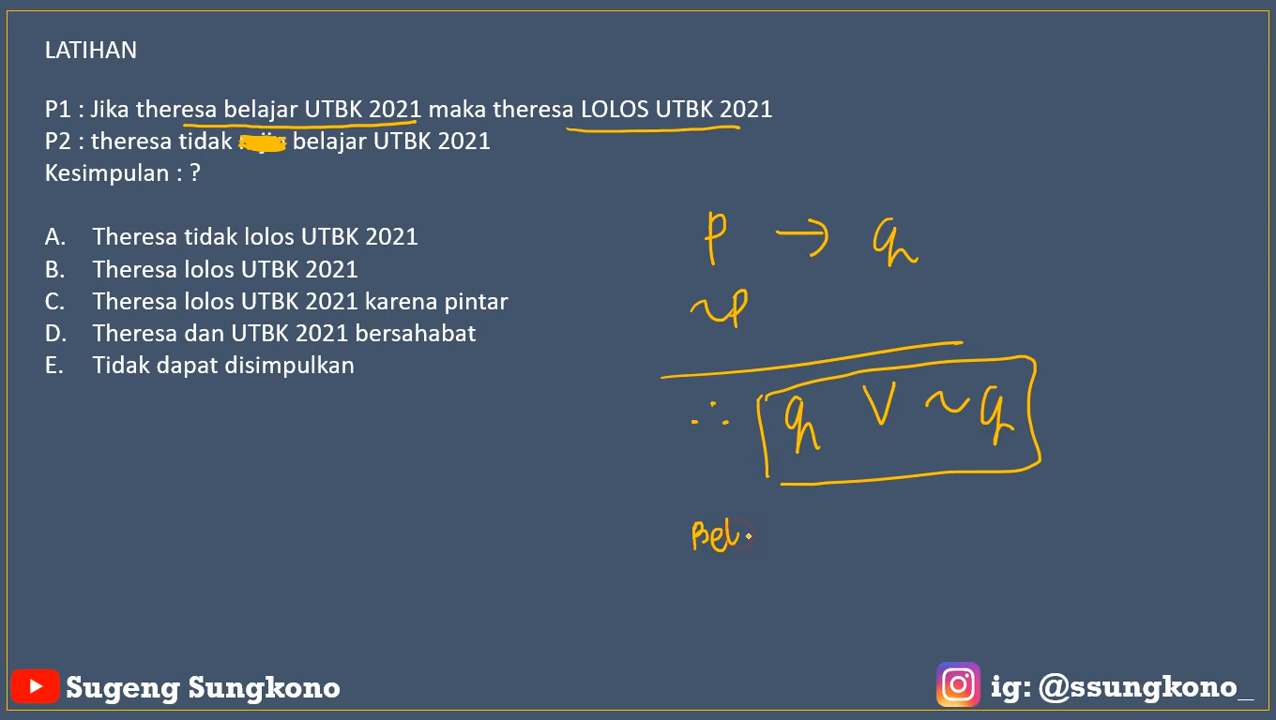 LATIHAN
P1 : Jika theresa belajar UTBK 2021 maka theresa LOLOS UTBK 2021
P2 : theresa tidak belajar UTBK 2021
Kesimpulan : ?
A. Theresa tidak lolos UTBK 2021
B. Theresa lolos UTBK 2021
C. Theresa lolos UTBK 2021 karena pintar
D. Theresa dan UTBK 2021 bersahabat
E. Tidak dapat disimpulkan
P → q
~P
∴ q V ~q
Bel
Sugeng Sungkono
ig: @ssungkono_